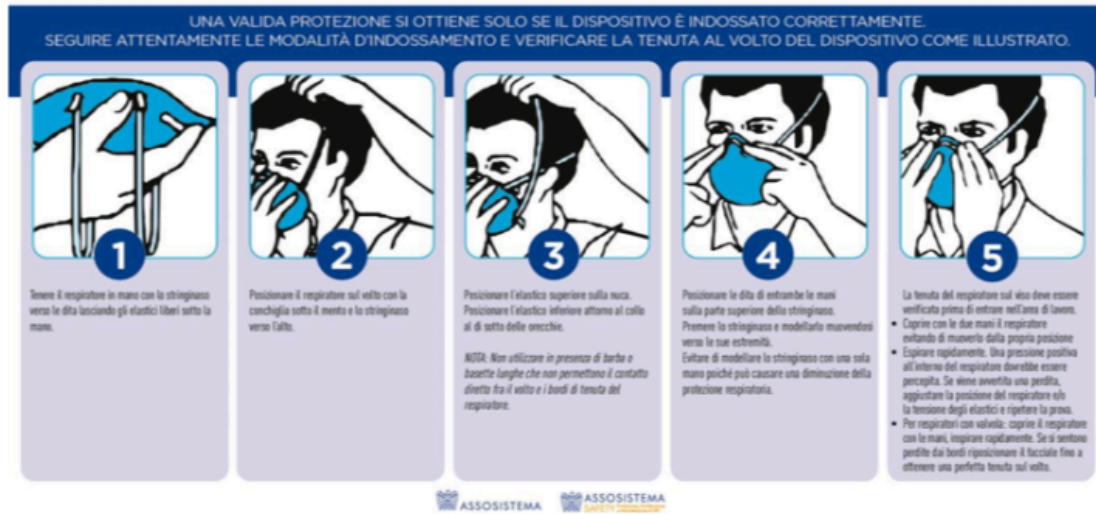 UNA VALIDA PROTEZIONE SI OTTIENE SOLO SE IL DISPOSITIVO È INDOSSATO CORRETTAMENTE.
SEGUIRE ATTENTAMENTE LE MODALITÀ D'INDOSSAMENTO E VERIFICARE LA TENUTA AL VOLTO DEL DISPOSITIVO COME ILLUSTRATO.
1
Tenere il respiratore in mano con lo stringinaso
verso le dita lasciando gli elastici liberi sotto la
mano.
2
Posizionare il respiratore sul volto con la
conchiglia sotto il mento e lo stringinaso
verso l'alto.
3
Posizionare l'elastico superiore sulla nuca.
Posizionare l'elastico inferiore attorno al collo
al di sotto delle orecchie.
NOTA: Non utilizzare in presenza di barba o
basette lunghe che non permettano il contatto
diretto fra il volto e i bordi di tenuta del
respiratore.
4
Posizionare le dita di entrambe le mani
sulla parte superiore dello stringinaso.
Premere lo stringinaso e modellarlo muovendosi
verso le sue estremità.
Evitare di modellare lo stringinaso con una sola
mano poiché può causare una diminuzione della
protezione respiratoria.
5
La tenuta del respiratore sul viso deve essere
verificata prima di entrare nell'area di lavoro.
• Coprire con le due mani il respiratore
evitando di muoverlo dalla propria posizione
• Espirare rapidamente. Una pressione positiva
all'interno del respiratore dovrebbe essere
percepita. Se viene avvertita una perdita,
aggiustare la posizione del respiratore e/o
la tensione degli elastici e ripetere la prova.
• Per respiratori con valvola: coprire il respiratore
con le mani, inspirare rapidamente. Se si sentono
perdite dai bordi riposizionare il facciale fino a
ottenere una perfetta tenuta sul volto.
ASSOSISTEMA
ASSOSISTEMA
SAFETY